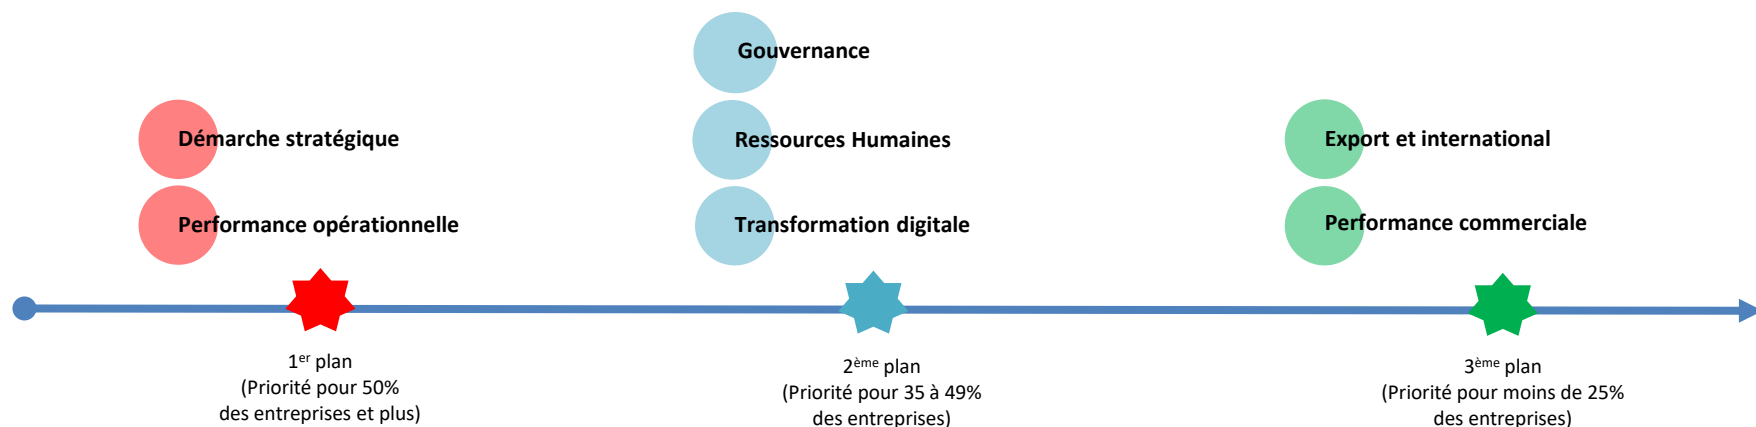 Démarche stratégique
Performance opérationnelle
1er plan
(Priorité pour 50%
des entreprises et plus)
Gouvernance
Ressources Humaines
Transformation digitale
2ème plan
(Priorité pour 35 à 49%
des entreprises)
Export et international
Performance commerciale
3ème plan
(Priorité pour moins de 25%
des entreprises)